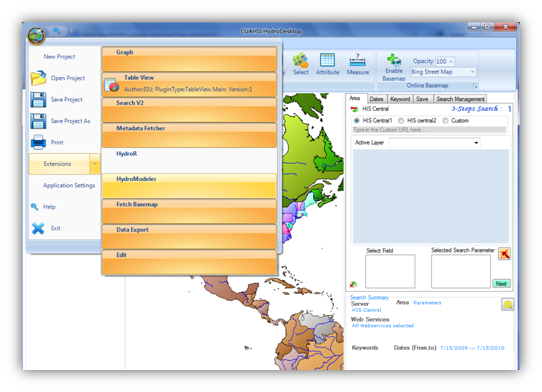 CUAHSI HydroDesktop
New Project
Open Project
Save Project
Save Project As
Print
Extensions
Application Settings
Help
Exit
Graph
Table View
Author:ISU; PluginType:TableView.Main; Version:1
Search V2
Metadata Fetcher
HydroR
HydroModeler
Fetch Basemap
Data Export
Edit
Select
Attribute
Measure
Enable Basemap
Opacity 100
Bing Street Map
Online Basemap
Area Dates Keyword Save Search Management
HIS Central
3-Steps Search : 1
HIS Central1 HIS central2 Custom
Type-in the Custom URL here...
Active Layer
Select Field
Selected Search Parameter
Next
Search Summary
Server
HIS Central
Area Parameters
Web Services
All Webservices selected
Keywords
Dates (From,to) 7/15/2009 --- 7/15/2010